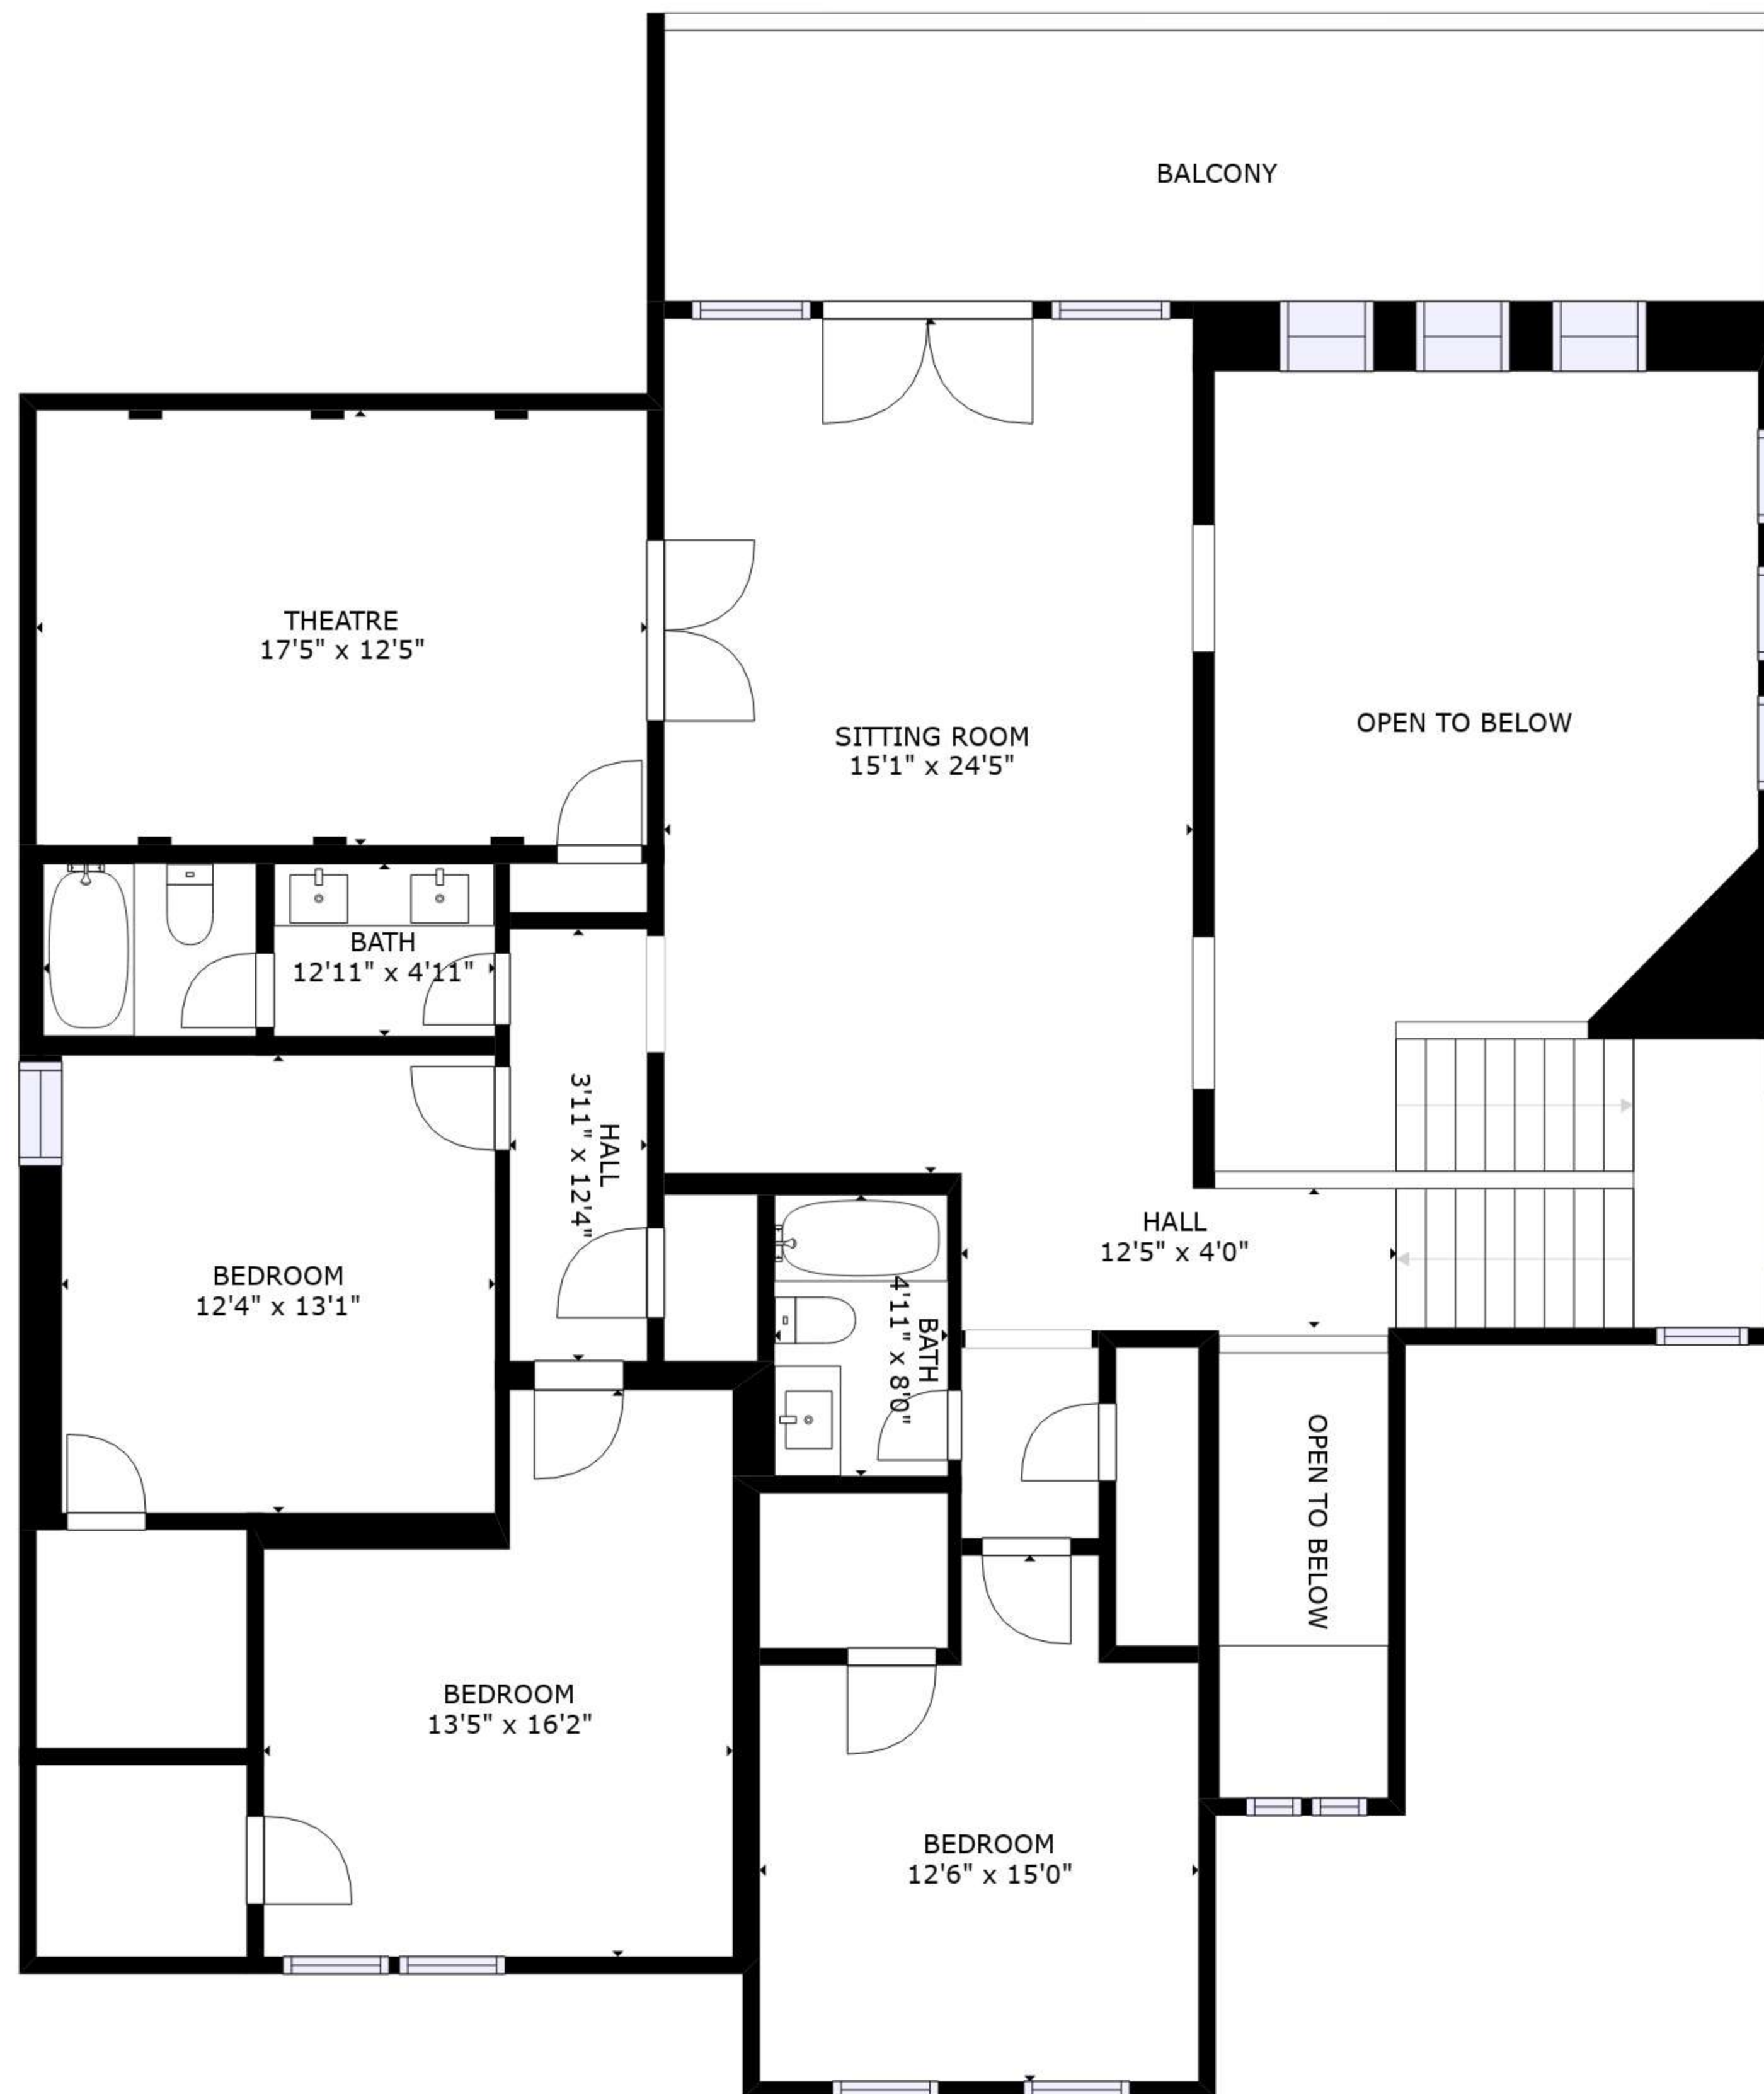 BALCONY
THEATRE
17'5" x 12'5"
SITTING ROOM
15'1" x 24'5"
OPEN TO BELOW
BATH
12'11" x 4'11"
HALL
3'11" x 12'4"
HALL
12'5" x 4'0"
BEDROOM
12'4" x 13'1"
BATH
4'11" x 8'0"
OPEN TO BELOW
BEDROOM
13'5" x 16'2"
BEDROOM
12'6" x 15'0"